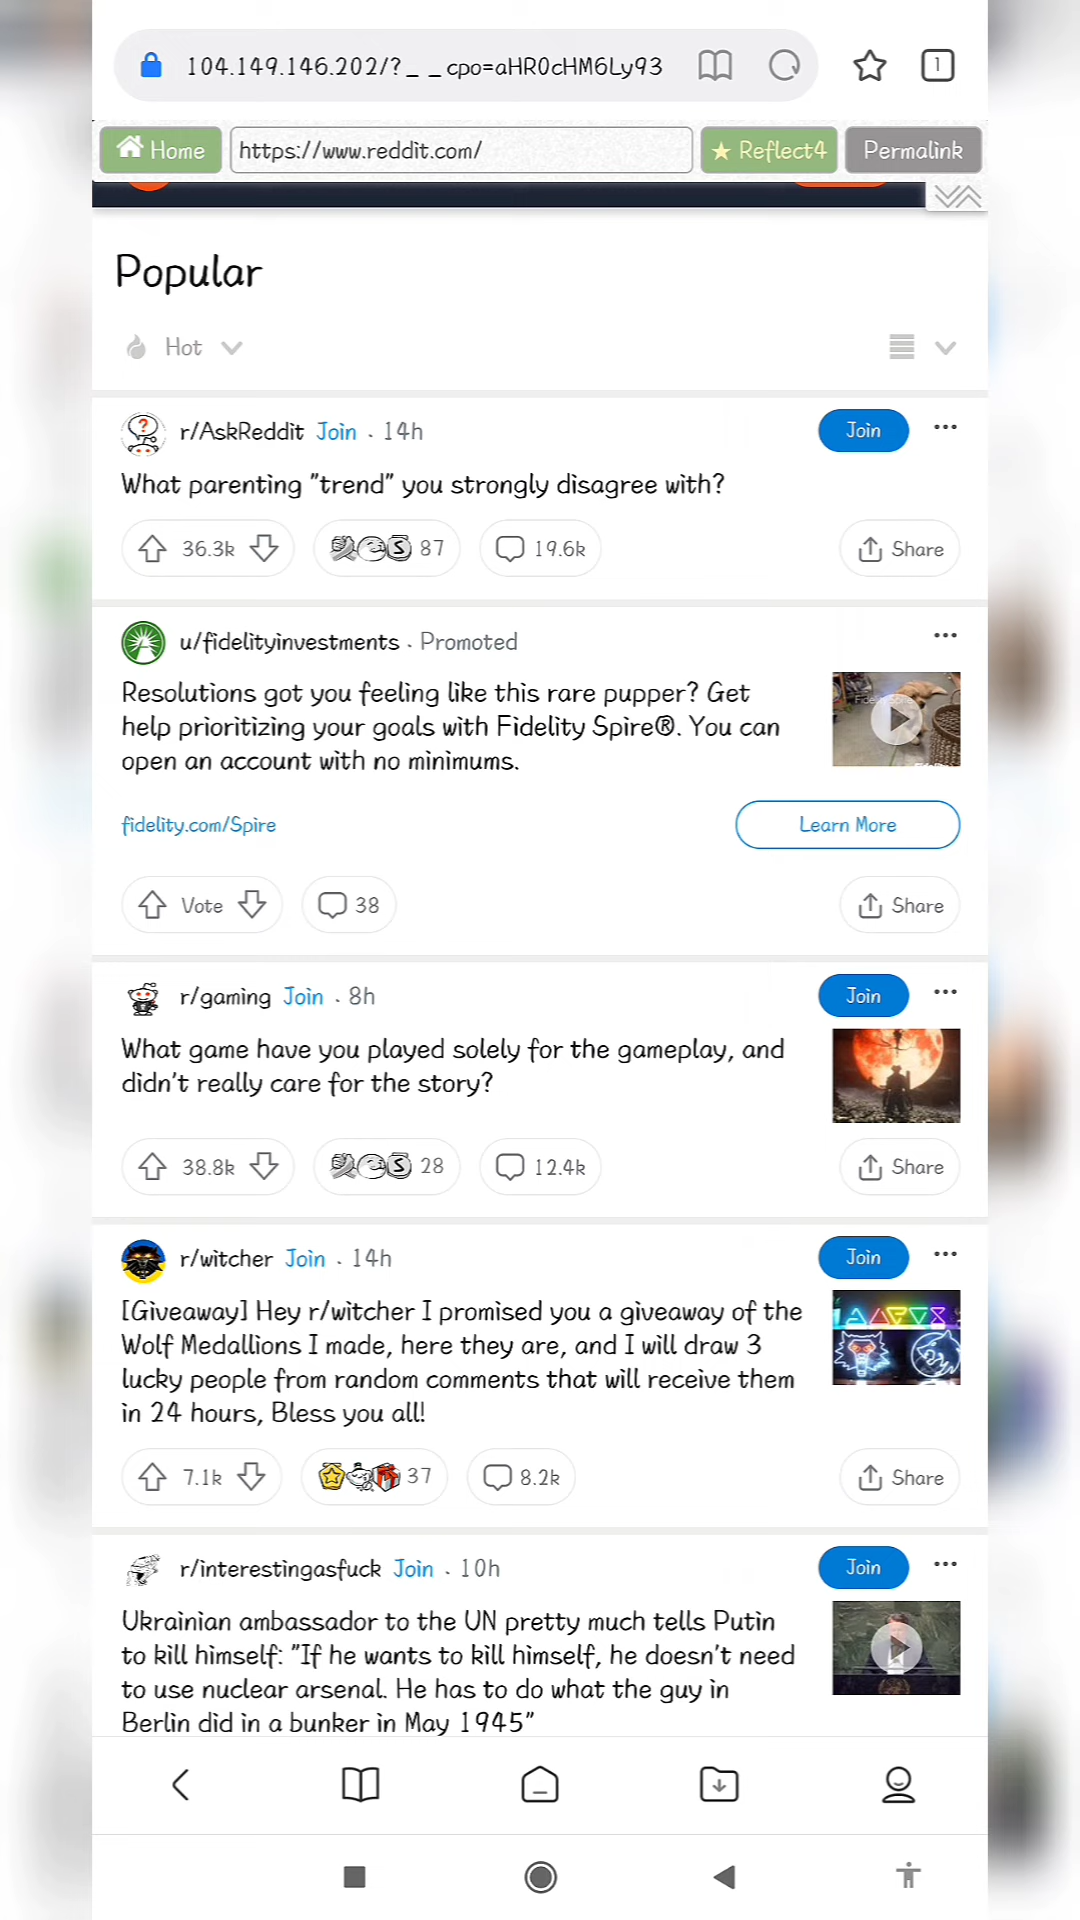 104.149.146.202/?__cpo=aHR0cHM6Ly93
1
Home
https://www.reddit.com/
★ Reflect4
Permalink
Popular
Hot
r/AskReddit Join . 14h
Join
What parenting "trend" you strongly disagree with?
36.3k
87
19.6k
Share
u/fidelityinvestments . Promoted
Resolutions got you feeling like this rare pupper? Get
help prioritizing your goals with Fidelity Spire®. You can
open an account with no minimums.
fidelity.com/Spire
Learn More
Vote
38
Share
r/gaming Join . 8h
Join
What game have you played solely for the gameplay, and
didn't really care for the story?
38.8k
28
12.4k
Share
r/witcher Join . 14h
Join
[Giveaway] Hey r/witcher I promised you a giveaway of the
Wolf Medallions I made, here they are, and I will draw 3
lucky people from random comments that will receive them
in 24 hours, Bless you all!
7.1k
37
8.2k
Share
r/interestingasfuck Join . 10h
Join
Ukrainian ambassador to the UN pretty much tells Putin
to kill himself: "If he wants to kill himself, he doesn't need
to use nuclear arsenal. He has to do what the guy in
Berlin did in a bunker in May 1945"